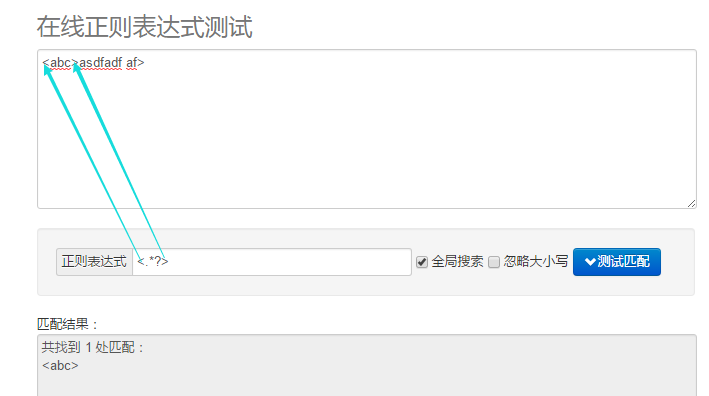 在线正则表达式测试
<abc>asdfadf af>
正则表达式 <.*?> 全局搜索 忽略大小写 测试匹配
匹配结果：
共找到 1 处匹配：
<abc>